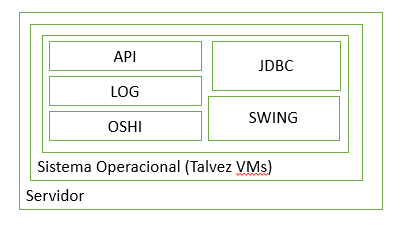 API
JDBC
LOG
SWING
OSHI
Sistema Operacional (Talvez VMs)
Servidor